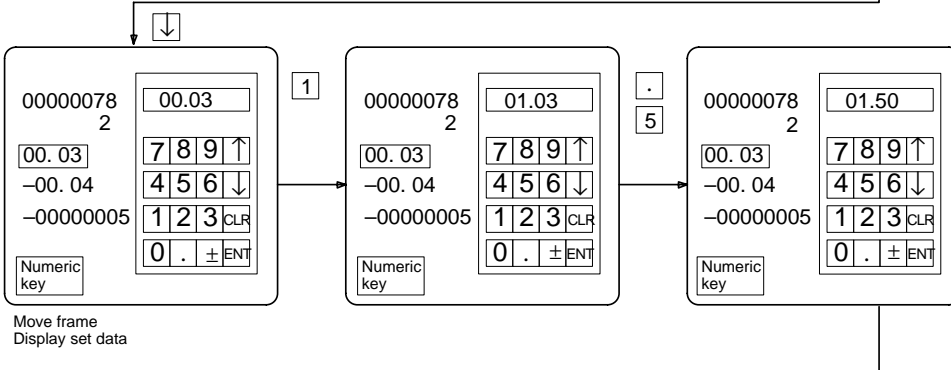 ↓
00000078
2
00. 03
–00. 04
–00000005
Numeric
key
00.03
7 8 9 ↑
4 5 6 ↓
1 2 3 CLR
0 . ± ENT
Move frame
Display set data
1
00000078
2
00. 03
–00. 04
–00000005
Numeric
key
01.03
7 8 9 ↑
4 5 6 ↓
1 2 3 CLR
0 . ± ENT
.
5
00000078
2
00. 03
–00. 04
–00000005
Numeric
key
01.50
7 8 9 ↑
4 5 6 ↓
1 2 3 CLR
0 . ± ENT